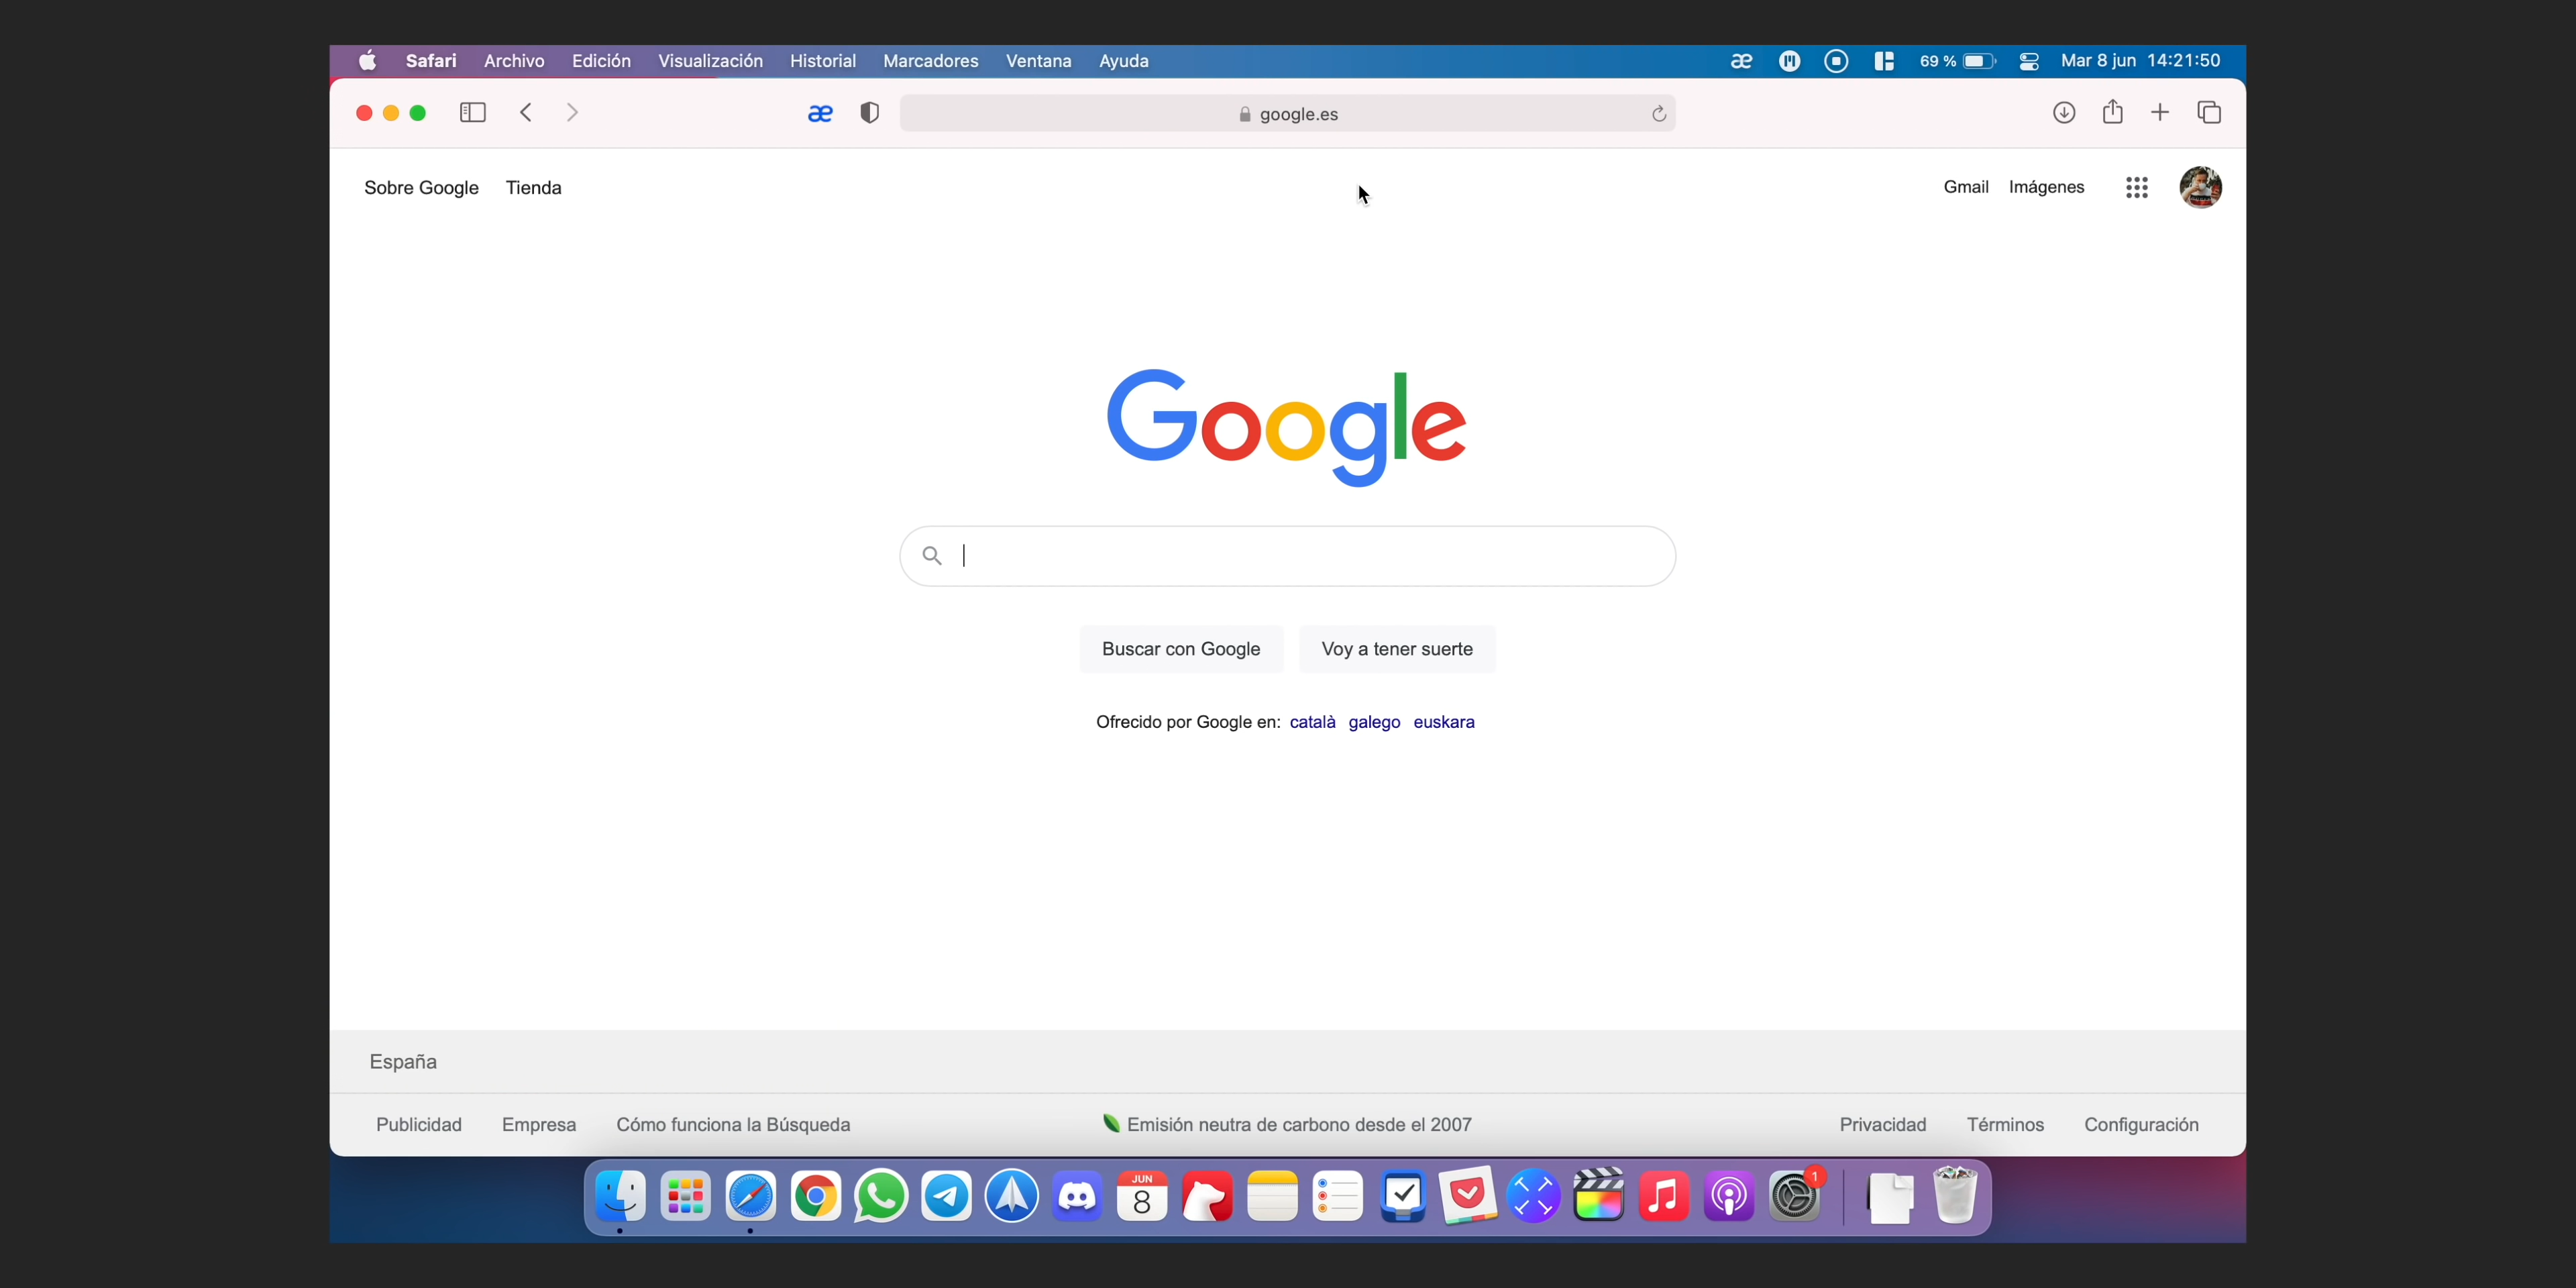 Safari Archivo Edición Visualización Historial Marcadores Ventana Ayuda æ 69 % Mar 8 jun 14:21:50
æ google.es
Sobre Google Tienda Gmail Imágenes
Google
Buscar con Google Voy a tener suerte
Ofrecido por Google en: català galego euskara
España
Publicidad Empresa Cómo funciona la Búsqueda Emisión neutra de carbono desde el 2007 Privacidad Términos Configuración
JUN 1
8